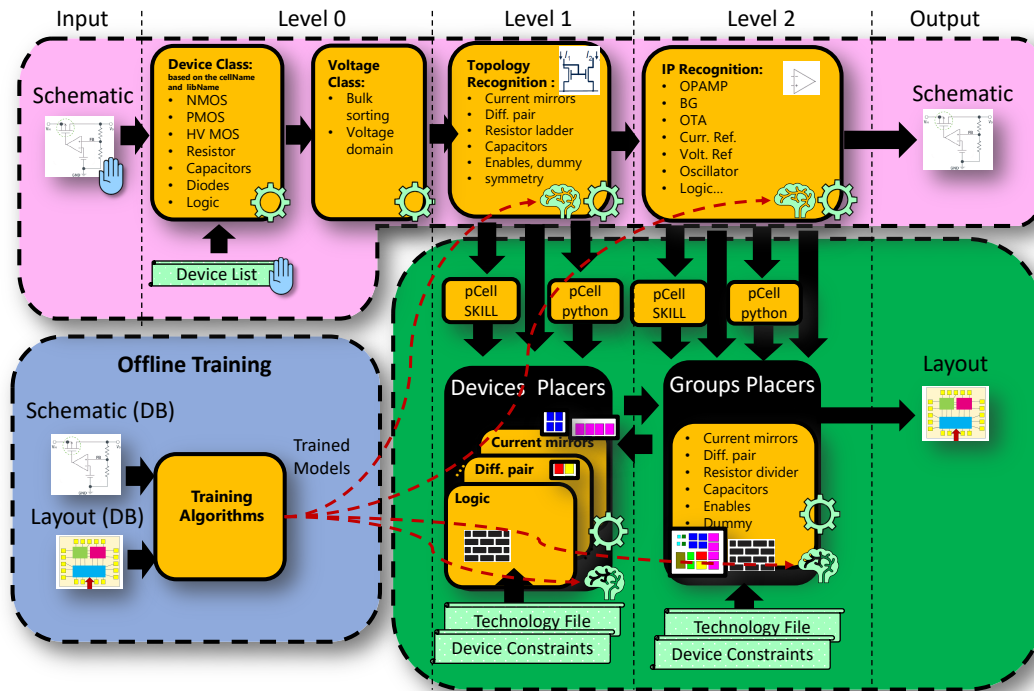 Input
Level 0
Level 1
Level 2
Output
Schematic
Device Class:
based on the cellName
and libName
• NMOS
• PMOS
• HV MOS
• Resistor
• Capacitors
• Diodes
• Logic
Voltage
Class:
• Bulk
sorting
• Voltage
domain
Topology
Recognition :
• Current mirrors
• Diff. pair
• Resistor ladder
• Capacitors
• Enables, dummy
• symmetry
IP Recognition:
• OPAMP
• BG
• OTA
• Curr. Ref.
• Volt. Ref
• Oscillator
• Logic...
Schematic
Device List
pCell
SKILL
pCell
python
pCell
SKILL
pCell
python
Offline Training
Schematic (DB)
Layout (DB)
Training
Algorithms
Trained
Models
Devices Placers
Current mirrors
Diff. pair
Logic
Groups Placers
• Current mirrors
• Diff. pair
• Resistor divider
• Capacitors
• Enables
• Dummy
Layout
Technology File
Device Constraints
Technology File
Device Constraints